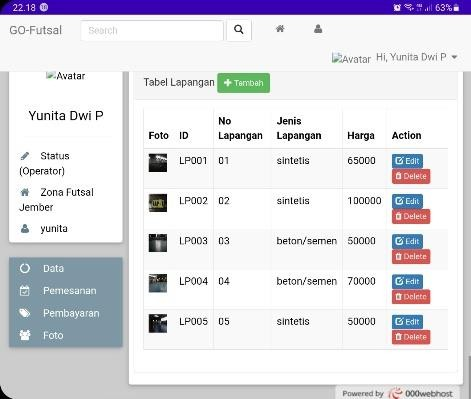 22.18 63%
GO-Futsal Search
Avatar Hi, Yunita Dwi P
Avatar
Yunita Dwi P
Status
(Operator)
Zona Futsal
Jember
yunita
Data
Pemesanan
Pembayaran
Foto
Tabel Lapangan + Tambah
Foto ID No Lapangan Jenis Lapangan Harga Action
LP001 01 sintetis 65000 Edit
Delete
LP002 02 sintetis 100000 Edit
Delete
LP003 03 beton/semen 50000 Edit
Delete
LP004 04 beton/semen 70000 Edit
Delete
LP005 05 sintetis 50000 Edit
Delete
Powered by 000webhost